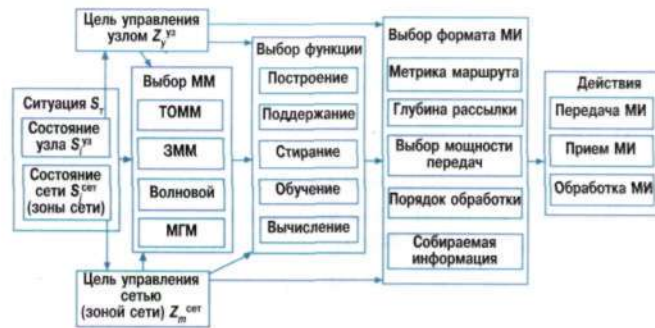 Цель управления
узлом Z_y^уз
Выбор функции
Построение
Поддержание
Стирание
Обучение
Вычисление
Выбор формата МИ
Метрика маршрута
Глубина рассылки
Выбор мощности
передач
Порядок обработки
Собираемая
информация
Выбор ММ
ТОММ
ЗММ
Волновой
МГМ
Ситуация S_т
Состояние
узла S_i^уз
Состояние
сети S_j^сет
(зоны сети)
Действия
Передача МИ
Прием МИ
Обработка МИ
Цель управления
сетью
(зоной сети) Z_m^сет